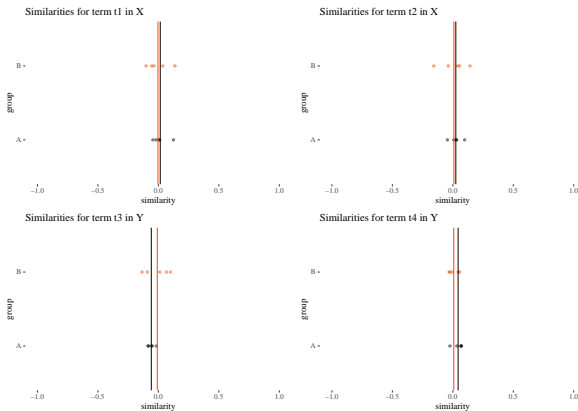 Similarities for term t1 in X
B
group
A
−1.0 −0.5 0.0 0.5 1.0
similarity
Similarities for term t2 in X
B
group
A
−1.0 −0.5 0.0 0.5 1.0
similarity
Similarities for term t3 in Y
B
group
A
−1.0 −0.5 0.0 0.5 1.0
similarity
Similarities for term t4 in Y
B
group
A
−1.0 −0.5 0.0 0.5 1.0
similarity